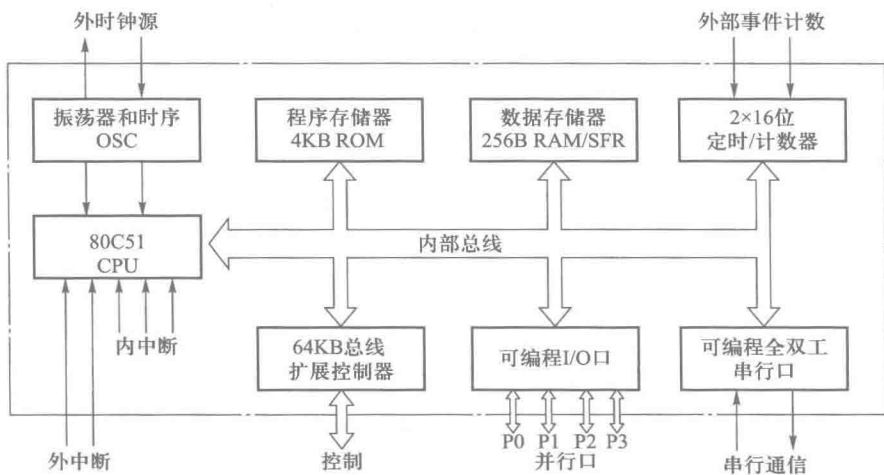 外时钟源
外部事件计数
振荡器和时序
OSC
程序存储器
4KB ROM
数据存储器
256B RAM/SFR
2×16位
定时/计数器
80C51
CPU
内部总线
内中断
64KB总线
扩展控制器
可编程I/O口
可编程全双工
串行口
P0 P1 P2 P3
外中断
控制
并行口
串行通信